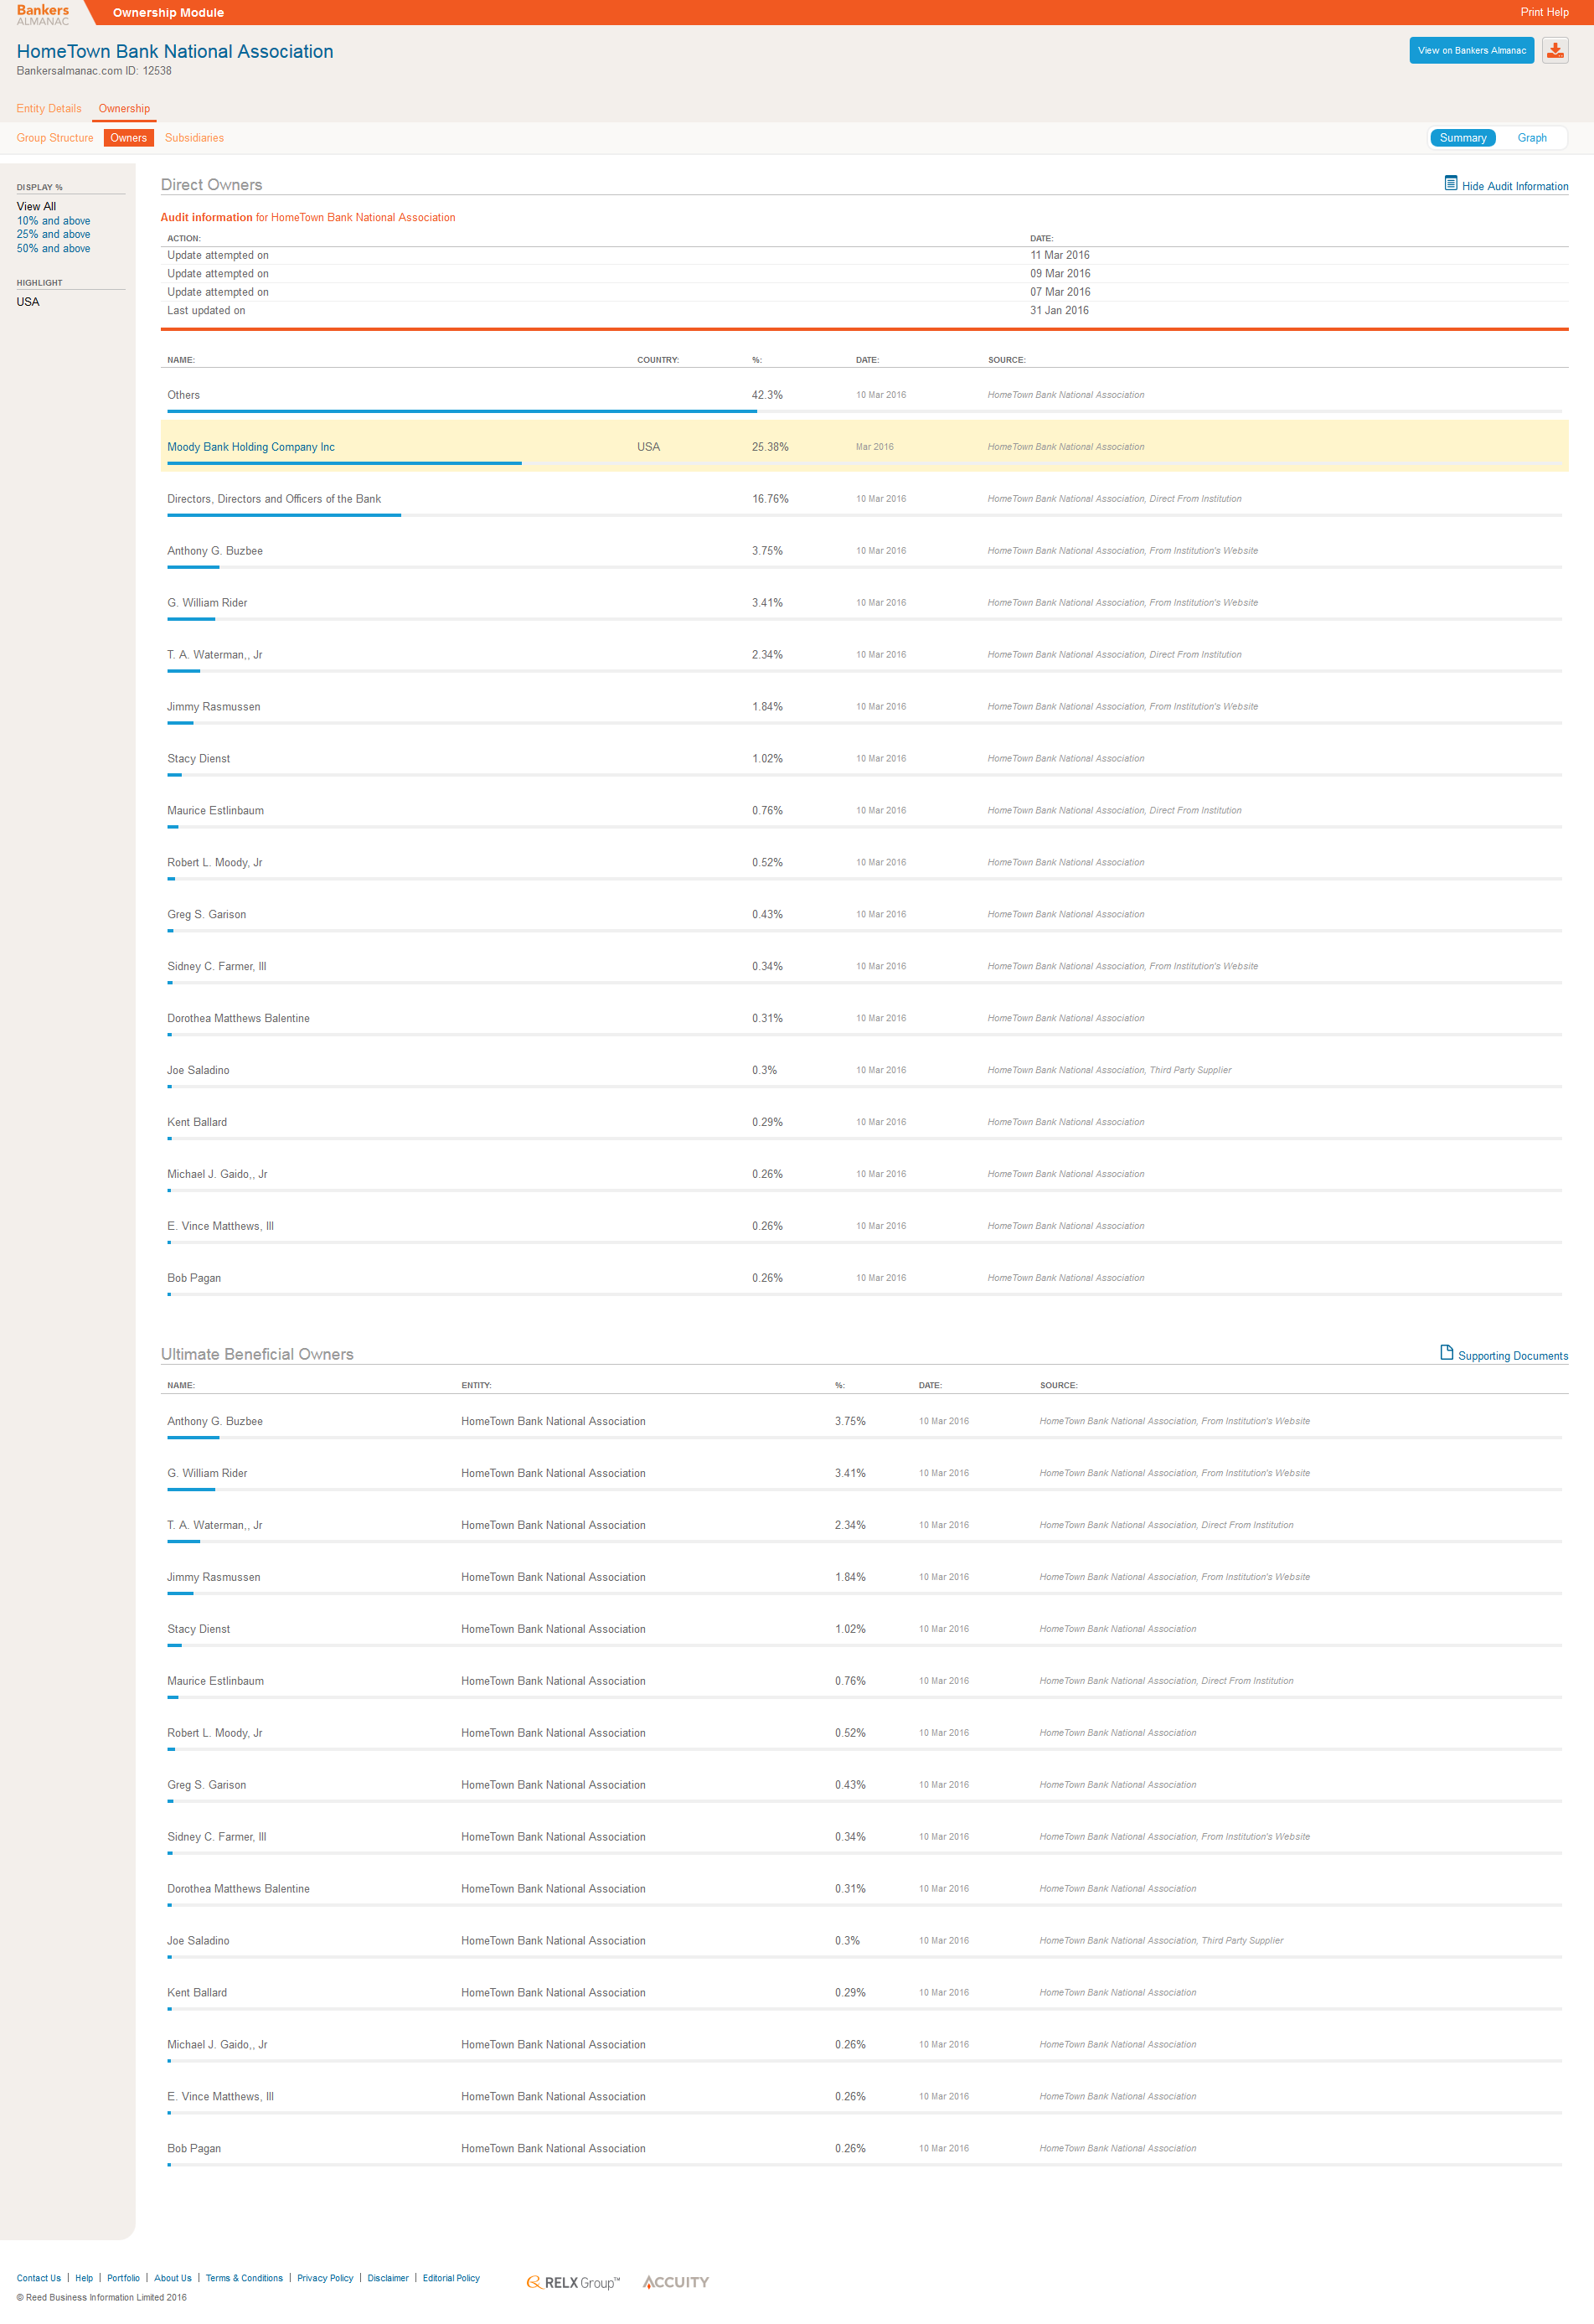 Bankers
ALMANAC
Ownership Module
Print Help
HomeTown Bank National Association
Bankersalmanac.com ID: 12538
View on Bankers Almanac
Entity Details Ownership
Group Structure Owners Subsidiaries
Summary Graph
DISPLAY %
View All
10% and above
25% and above
50% and above
HIGHLIGHT
USA
Direct Owners
Hide Audit Information
Audit information for HomeTown Bank National Association
ACTION: DATE:
Update attempted on 11 Mar 2016
Update attempted on 09 Mar 2016
Update attempted on 07 Mar 2016
Last updated on 31 Jan 2016
NAME: COUNTRY: %: DATE: SOURCE:
Others 42.3% 10 Mar 2016 HomeTown Bank National Association
Moody Bank Holding Company Inc USA 25.38% Mar 2016 HomeTown Bank National Association
Directors, Directors and Officers of the Bank 16.76% 10 Mar 2016 HomeTown Bank National Association, Direct From Institution
Anthony G. Buzbee 3.75% 10 Mar 2016 HomeTown Bank National Association, From Institution's Website
G. William Rider 3.41% 10 Mar 2016 HomeTown Bank National Association, From Institution's Website
T. A. Waterman,, Jr 2.34% 10 Mar 2016 HomeTown Bank National Association, Direct From Institution
Jimmy Rasmussen 1.84% 10 Mar 2016 HomeTown Bank National Association, From Institution's Website
Stacy Dienst 1.02% 10 Mar 2016 HomeTown Bank National Association
Maurice Estlinbaum 0.76% 10 Mar 2016 HomeTown Bank National Association, Direct From Institution
Robert L. Moody, Jr 0.52% 10 Mar 2016 HomeTown Bank National Association
Greg S. Garison 0.43% 10 Mar 2016 HomeTown Bank National Association
Sidney C. Farmer, III 0.34% 10 Mar 2016 HomeTown Bank National Association, From Institution's Website
Dorothea Matthews Balentine 0.31% 10 Mar 2016 HomeTown Bank National Association
Joe Saladino 0.3% 10 Mar 2016 HomeTown Bank National Association, Third Party Supplier
Kent Ballard 0.29% 10 Mar 2016 HomeTown Bank National Association
Michael J. Gaido,, Jr 0.26% 10 Mar 2016 HomeTown Bank National Association
E. Vince Matthews, III 0.26% 10 Mar 2016 HomeTown Bank National Association
Bob Pagan 0.26% 10 Mar 2016 HomeTown Bank National Association
Ultimate Beneficial Owners
Supporting Documents
NAME: ENTITY: %: DATE: SOURCE:
Anthony G. Buzbee HomeTown Bank National Association 3.75% 10 Mar 2016 HomeTown Bank National Association, From Institution's Website
G. William Rider HomeTown Bank National Association 3.41% 10 Mar 2016 HomeTown Bank National Association, From Institution's Website
T. A. Waterman,, Jr HomeTown Bank National Association 2.34% 10 Mar 2016 HomeTown Bank National Association, Direct From Institution
Jimmy Rasmussen HomeTown Bank National Association 1.84% 10 Mar 2016 HomeTown Bank National Association, From Institution's Website
Stacy Dienst HomeTown Bank National Association 1.02% 10 Mar 2016 HomeTown Bank National Association
Maurice Estlinbaum HomeTown Bank National Association 0.76% 10 Mar 2016 HomeTown Bank National Association, Direct From Institution
Robert L. Moody, Jr HomeTown Bank National Association 0.52% 10 Mar 2016 HomeTown Bank National Association
Greg S. Garison HomeTown Bank National Association 0.43% 10 Mar 2016 HomeTown Bank National Association
Sidney C. Farmer, III HomeTown Bank National Association 0.34% 10 Mar 2016 HomeTown Bank National Association, From Institution's Website
Dorothea Matthews Balentine HomeTown Bank National Association 0.31% 10 Mar 2016 HomeTown Bank National Association
Joe Saladino HomeTown Bank National Association 0.3% 10 Mar 2016 HomeTown Bank National Association, Third Party Supplier
Kent Ballard HomeTown Bank National Association 0.29% 10 Mar 2016 HomeTown Bank National Association
Michael J. Gaido,, Jr HomeTown Bank National Association 0.26% 10 Mar 2016 HomeTown Bank National Association
E. Vince Matthews, III HomeTown Bank National Association 0.26% 10 Mar 2016 HomeTown Bank National Association
Bob Pagan HomeTown Bank National Association 0.26% 10 Mar 2016 HomeTown Bank National Association
Contact Us | Help | Portfolio | About Us | Terms & Conditions | Privacy Policy | Disclaimer | Editorial Policy
RELX Group™ ACCUITY
© Reed Business Information Limited 2016